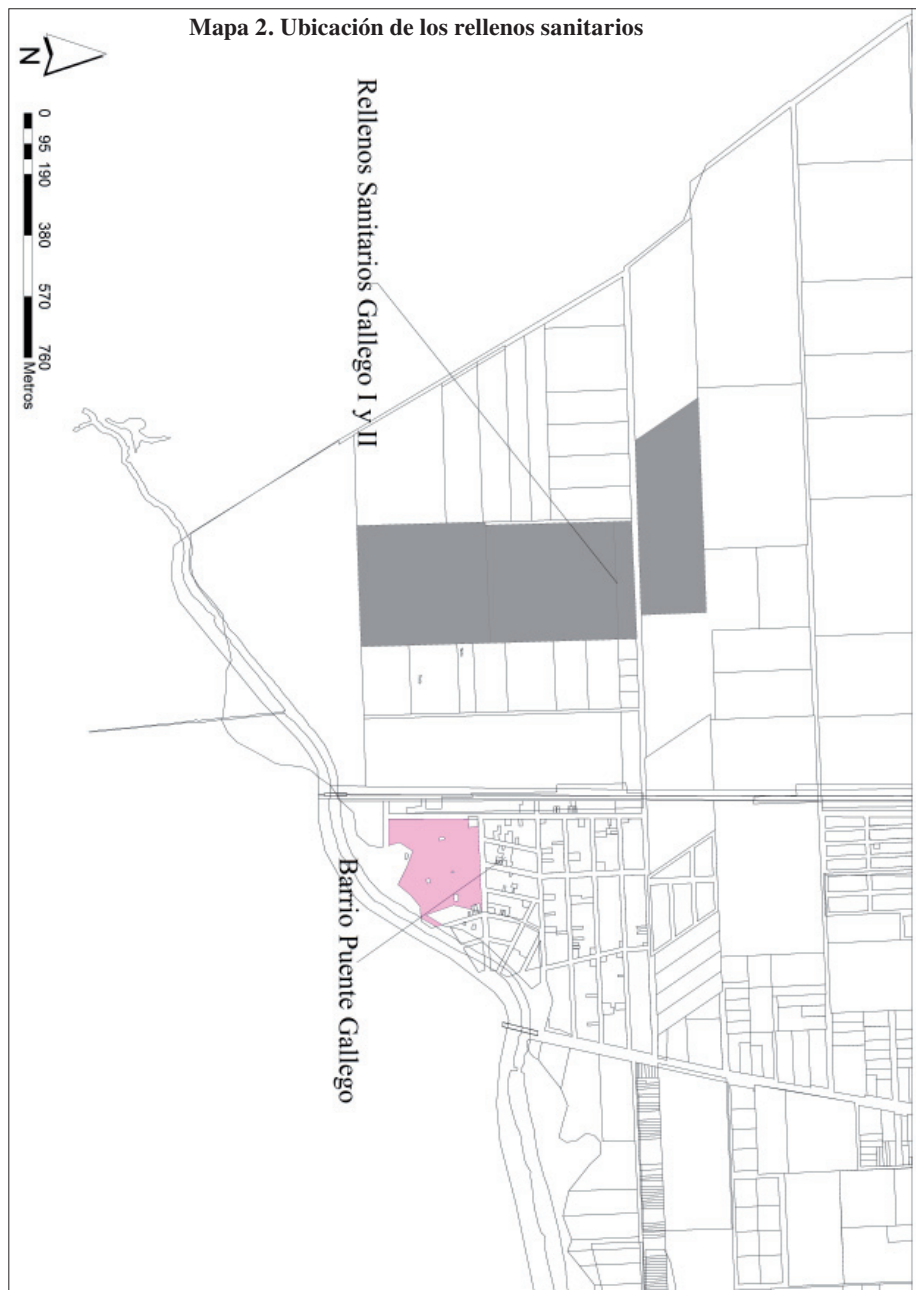 Mapa 2. Ubicación de los rellenos sanitarios
N
0 95 190 380 570 760
Metros
Rellenos Sanitarios Gallego I y II
Barrio Puente Gallego